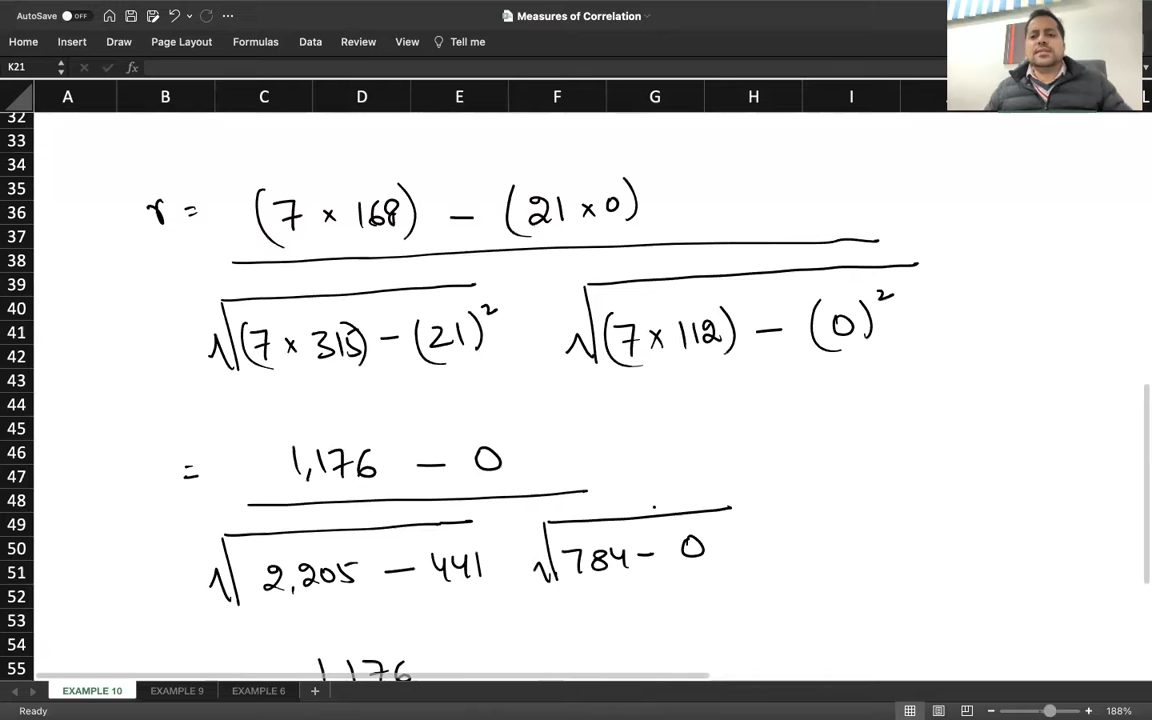 AutoSave OFF ... Measures of Correlation
Home Insert Draw Page Layout Formulas Data Review View Tell me
K21 fx
A B C D E F G H I L
32
33
34
35
36
37
38
39
40
41
42
43
44
45
46
47
48
49
50
51
52
53
54
55
r = (7 × 168) − (21 × 0)
√(7 × 315) − (21)² √(7 × 112) − (0)²
= 1,176 − 0
√2,205 − 441 √784 − 0
1,176
EXAMPLE 10 EXAMPLE 9 EXAMPLE 6 +
Ready − + 188%